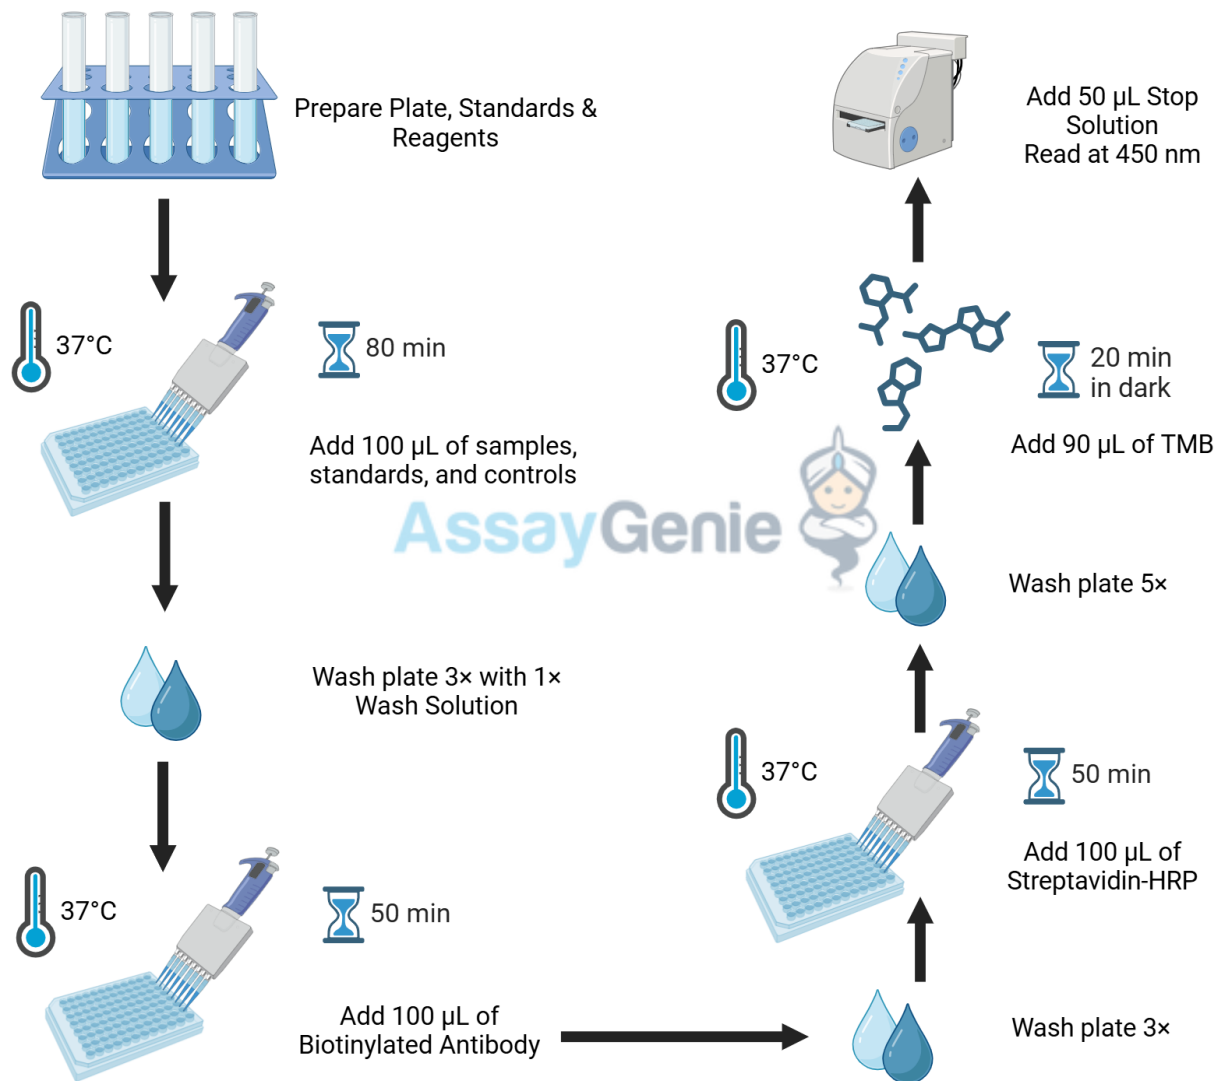 Prepare Plate, Standards &
Reagents
37°C
80 min
Add 100 µL of samples,
standards, and controls
Wash plate 3× with 1×
Wash Solution
37°C
50 min
Add 100 µL of
Biotinylated Antibody
Wash plate 3×
37°C
50 min
Add 100 µL of
Streptavidin-HRP
Wash plate 5×
37°C
20 min
in dark
Add 90 µL of TMB
Add 50 µL Stop
Solution
Read at 450 nm
AssayGenie